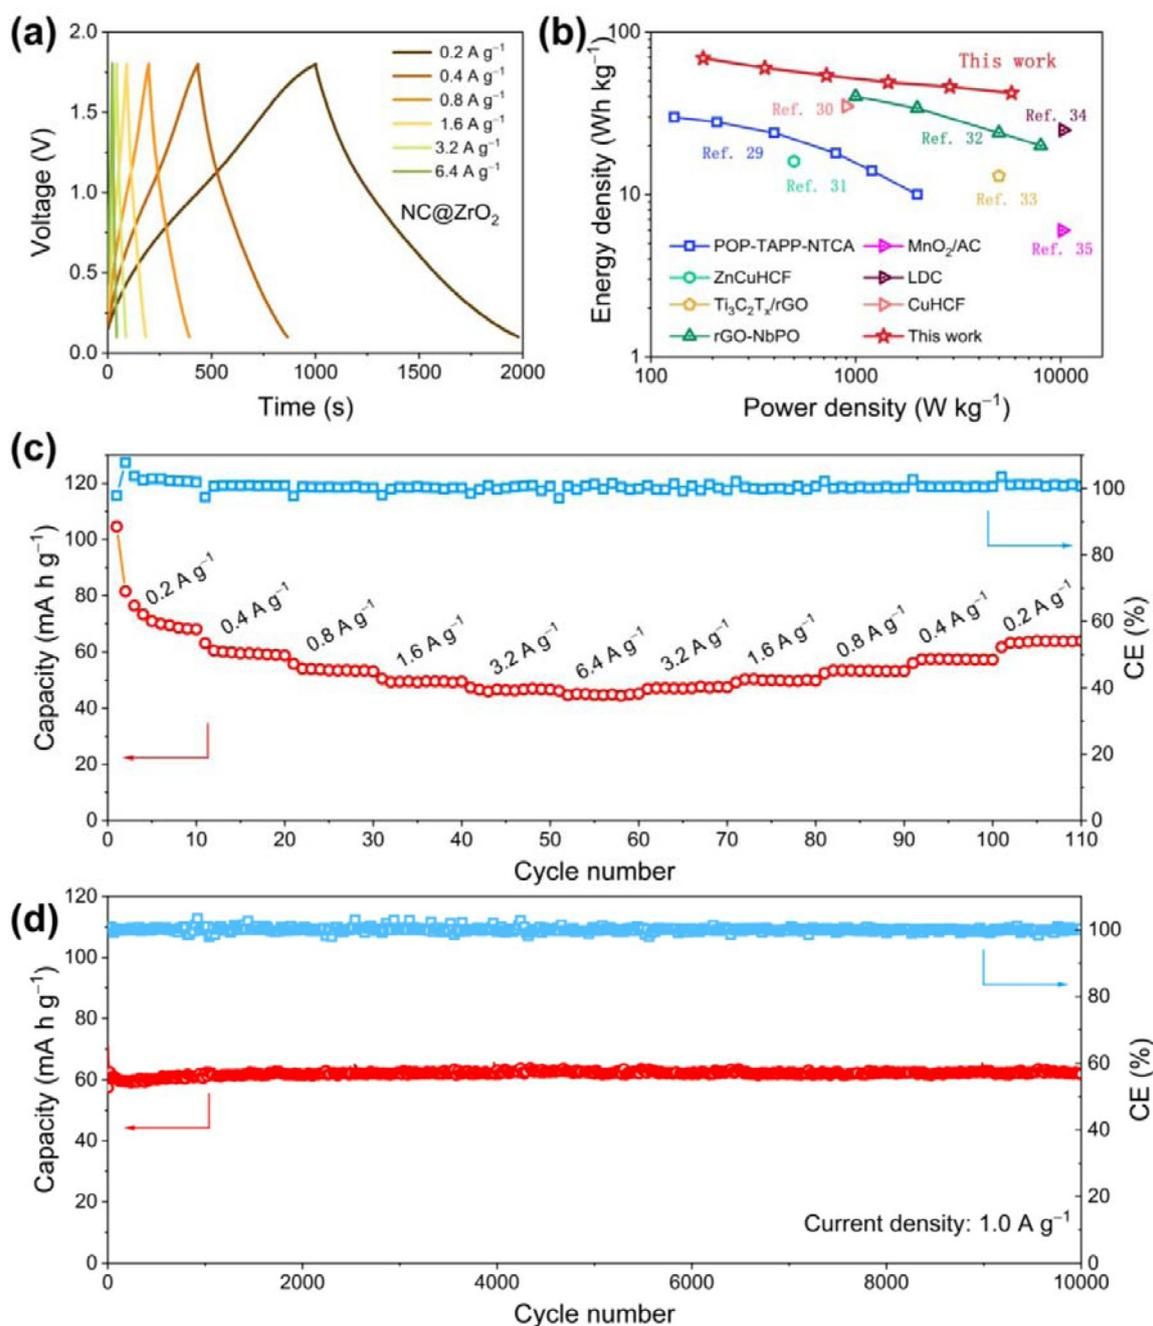 (a)
2.0
1.5
1.0
0.5
0.0
Voltage (V)
0.2 A g⁻¹
0.4 A g⁻¹
0.8 A g⁻¹
1.6 A g⁻¹
3.2 A g⁻¹
6.4 A g⁻¹
NC@ZrO₂
0 500 1000 1500 2000
Time (s)
(b)
100
10
1
Energy density (Wh kg⁻¹)
This work
Ref. 30
Ref. 34
Ref. 29
Ref. 32
Ref. 31
Ref. 33
Ref. 35
POP-TAPP-NTCA
ZnCuHCF
Ti₃C₂Tₓ/rGO
rGO-NbPO
MnO₂/AC
LDC
CuHCF
This work
100 1000 10000
Power density (W kg⁻¹)
(c)
120
100
80
60
40
20
0
Capacity (mA h g⁻¹)
0.2 A g⁻¹
0.4 A g⁻¹
0.8 A g⁻¹
1.6 A g⁻¹
3.2 A g⁻¹
6.4 A g⁻¹
3.2 A g⁻¹
1.6 A g⁻¹
0.8 A g⁻¹
0.4 A g⁻¹
0.2 A g⁻¹
100
80
60
40
20
0
CE (%)
0 10 20 30 40 50 60 70 80 90 100 110
Cycle number
(d)
120
100
80
60
40
20
0
Capacity (mA h g⁻¹)
Current density: 1.0 A g⁻¹
100
80
60
40
20
0
CE (%)
0 2000 4000 6000 8000 10000
Cycle number